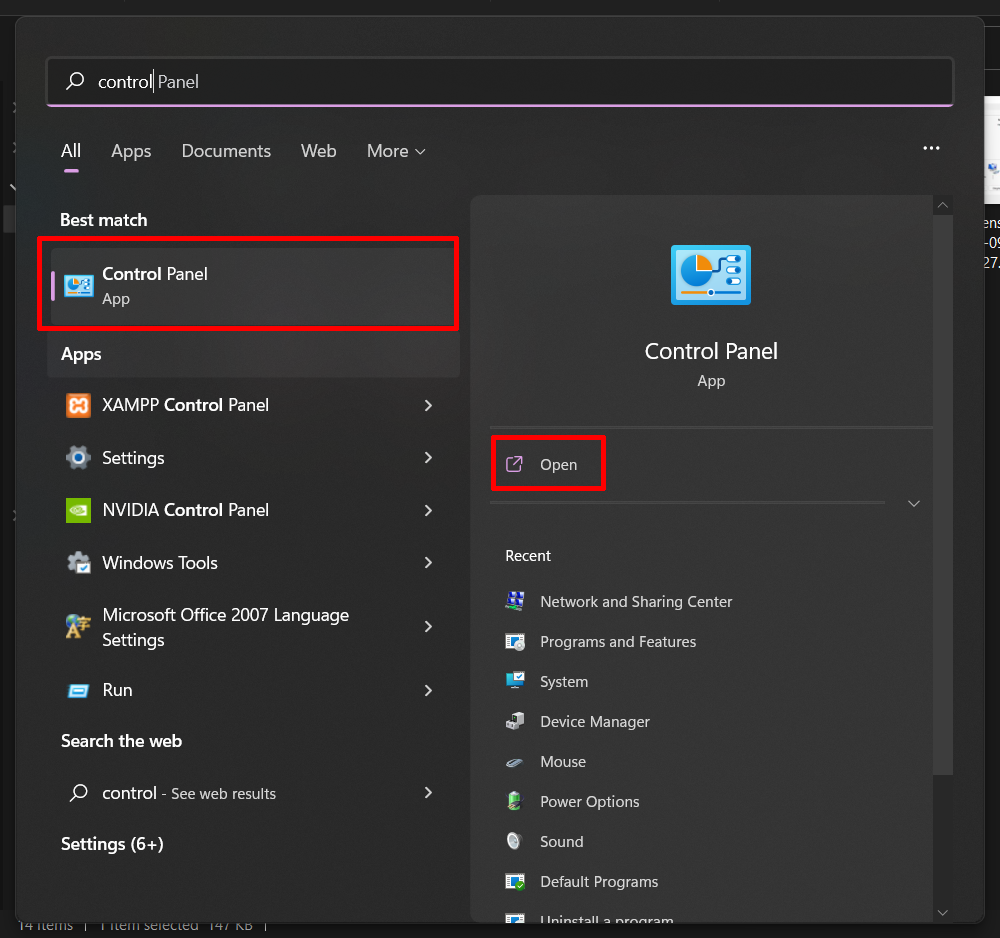 control Panel
All Apps Documents Web More
Best match
Control Panel
App
Apps
XAMPP Control Panel
Settings
NVIDIA Control Panel
Windows Tools
Microsoft Office 2007 Language
Settings
Run
Search the web
control - See web results
Settings (6+)
Control Panel
App
Open
Recent
Network and Sharing Center
Programs and Features
System
Device Manager
Mouse
Power Options
Sound
Default Programs
Uninstall a program
14 items 1 item selected 147 KB